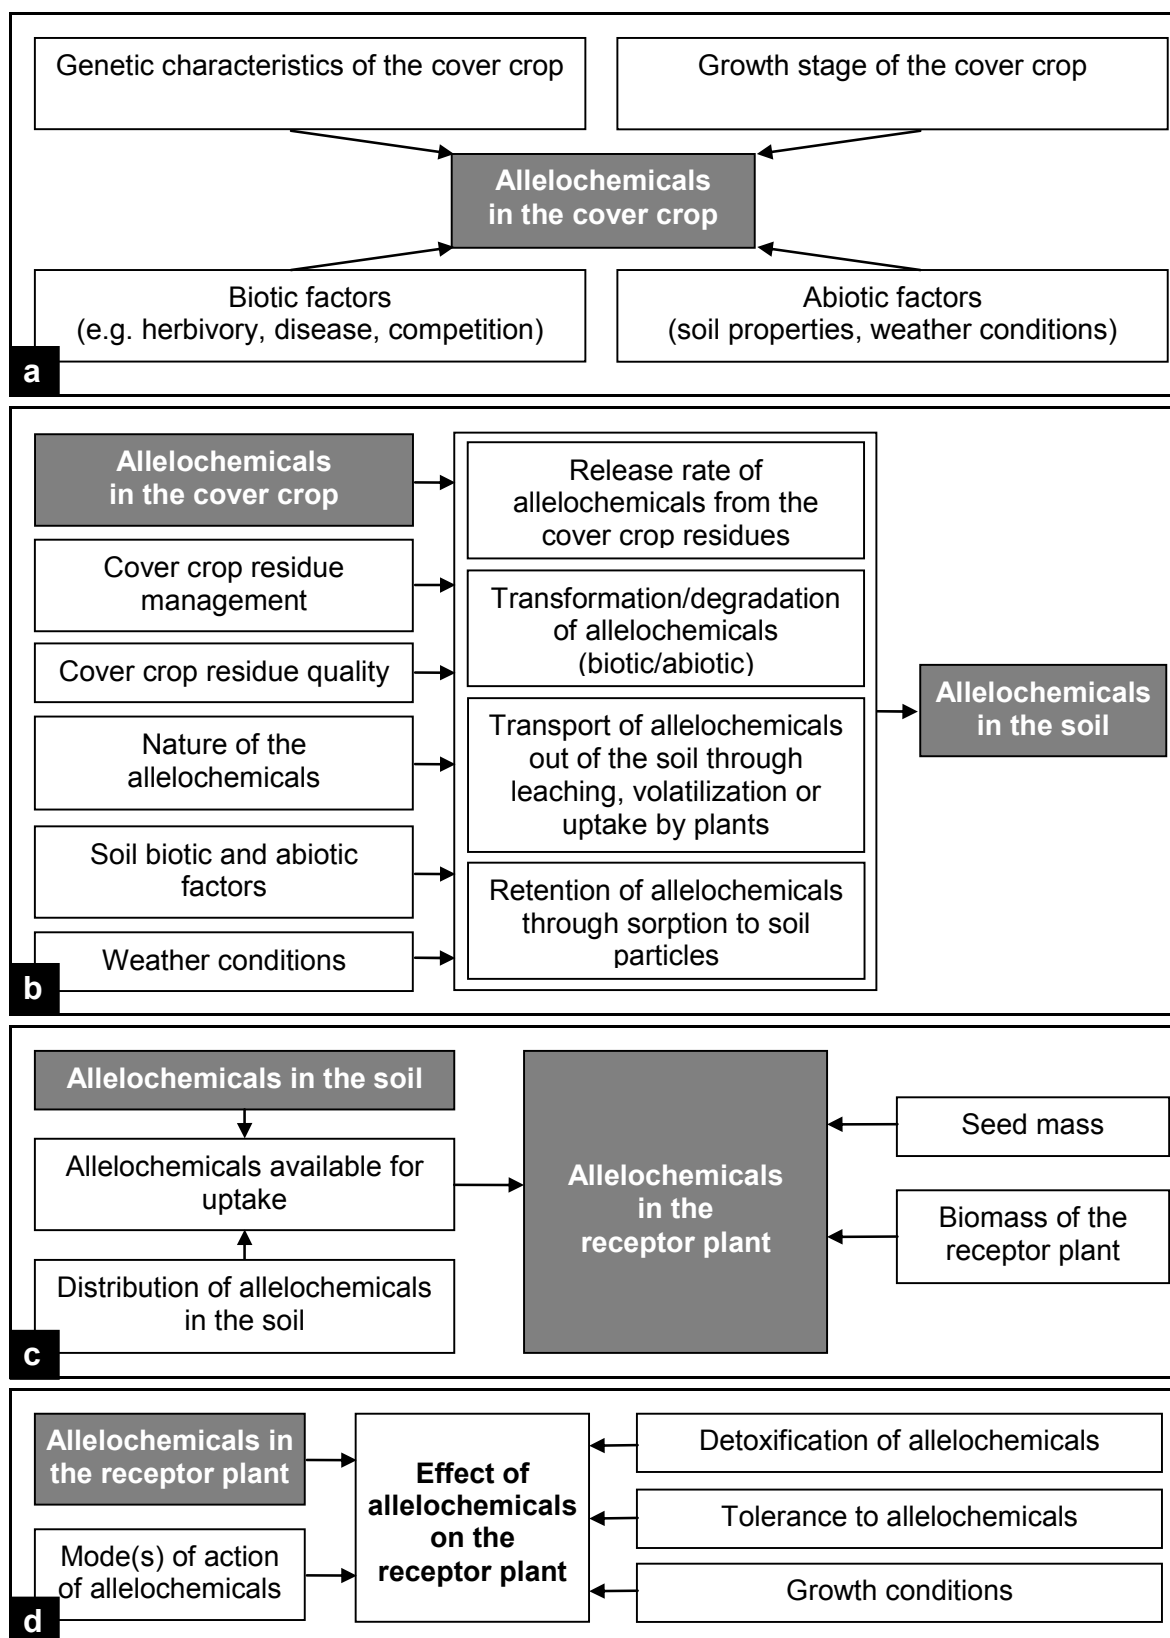 Genetic characteristics of the cover crop
Growth stage of the cover crop
Allelochemicals
in the cover crop
Biotic factors
(e.g. herbivory, disease, competition)
Abiotic factors
(soil properties, weather conditions)
a
Allelochemicals
in the cover crop
Cover crop residue
management
Cover crop residue quality
Nature of the
allelochemicals
Soil biotic and abiotic
factors
Weather conditions
Release rate of
allelochemicals from the
cover crop residues
Transformation/degradation
of allelochemicals
(biotic/abiotic)
Transport of allelochemicals
out of the soil through
leaching, volatilization or
uptake by plants
Retention of allelochemicals
through sorption to soil
particles
Allelochemicals
in the soil
b
Allelochemicals in the soil
Allelochemicals available for
uptake
Distribution of allelochemicals
in the soil
Allelochemicals
in the
receptor plant
Seed mass
Biomass of the
receptor plant
c
Allelochemicals in
the receptor plant
Mode(s) of action
of allelochemicals
Effect of
allelochemicals
on the
receptor plant
Detoxification of allelochemicals
Tolerance to allelochemicals
Growth conditions
d